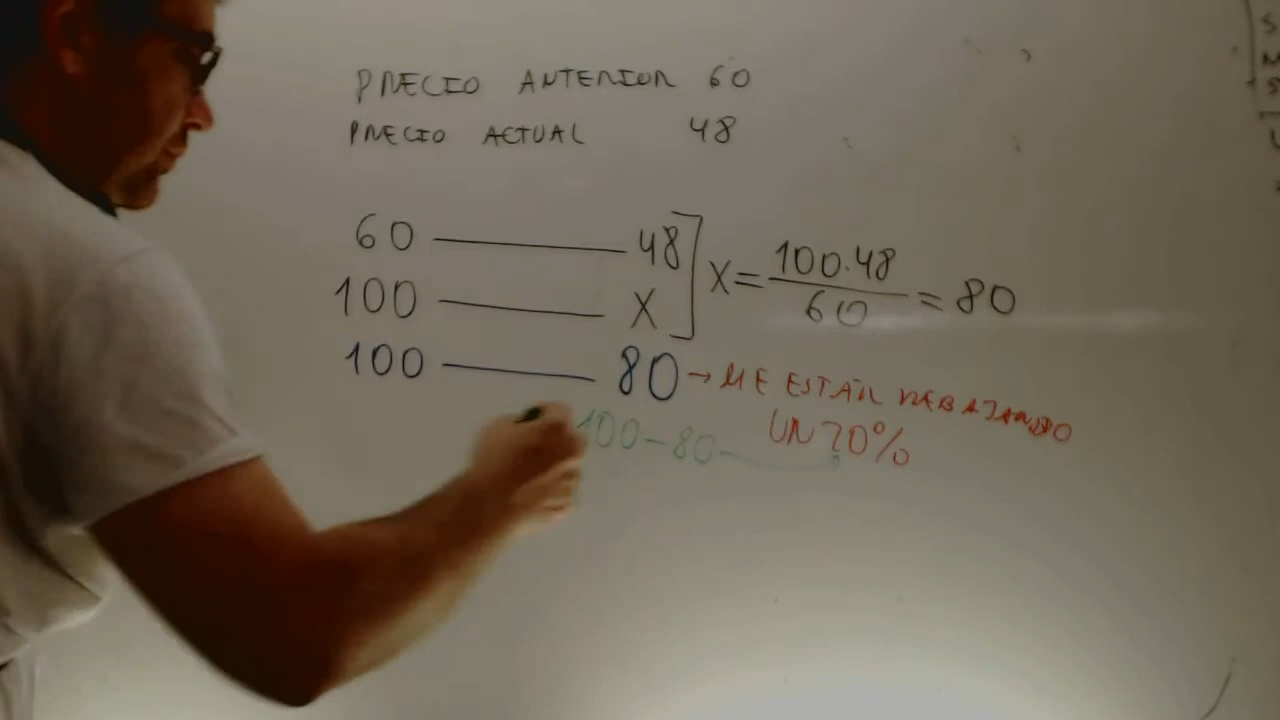 PRECIO ANTERIOR 60
PRECIO ACTUAL 48
60 — 48
100 — X
X = 100.48 / 60 = 80
100 — 80 → ME ESTÁN REBAJANDO
UN 20%
100-80